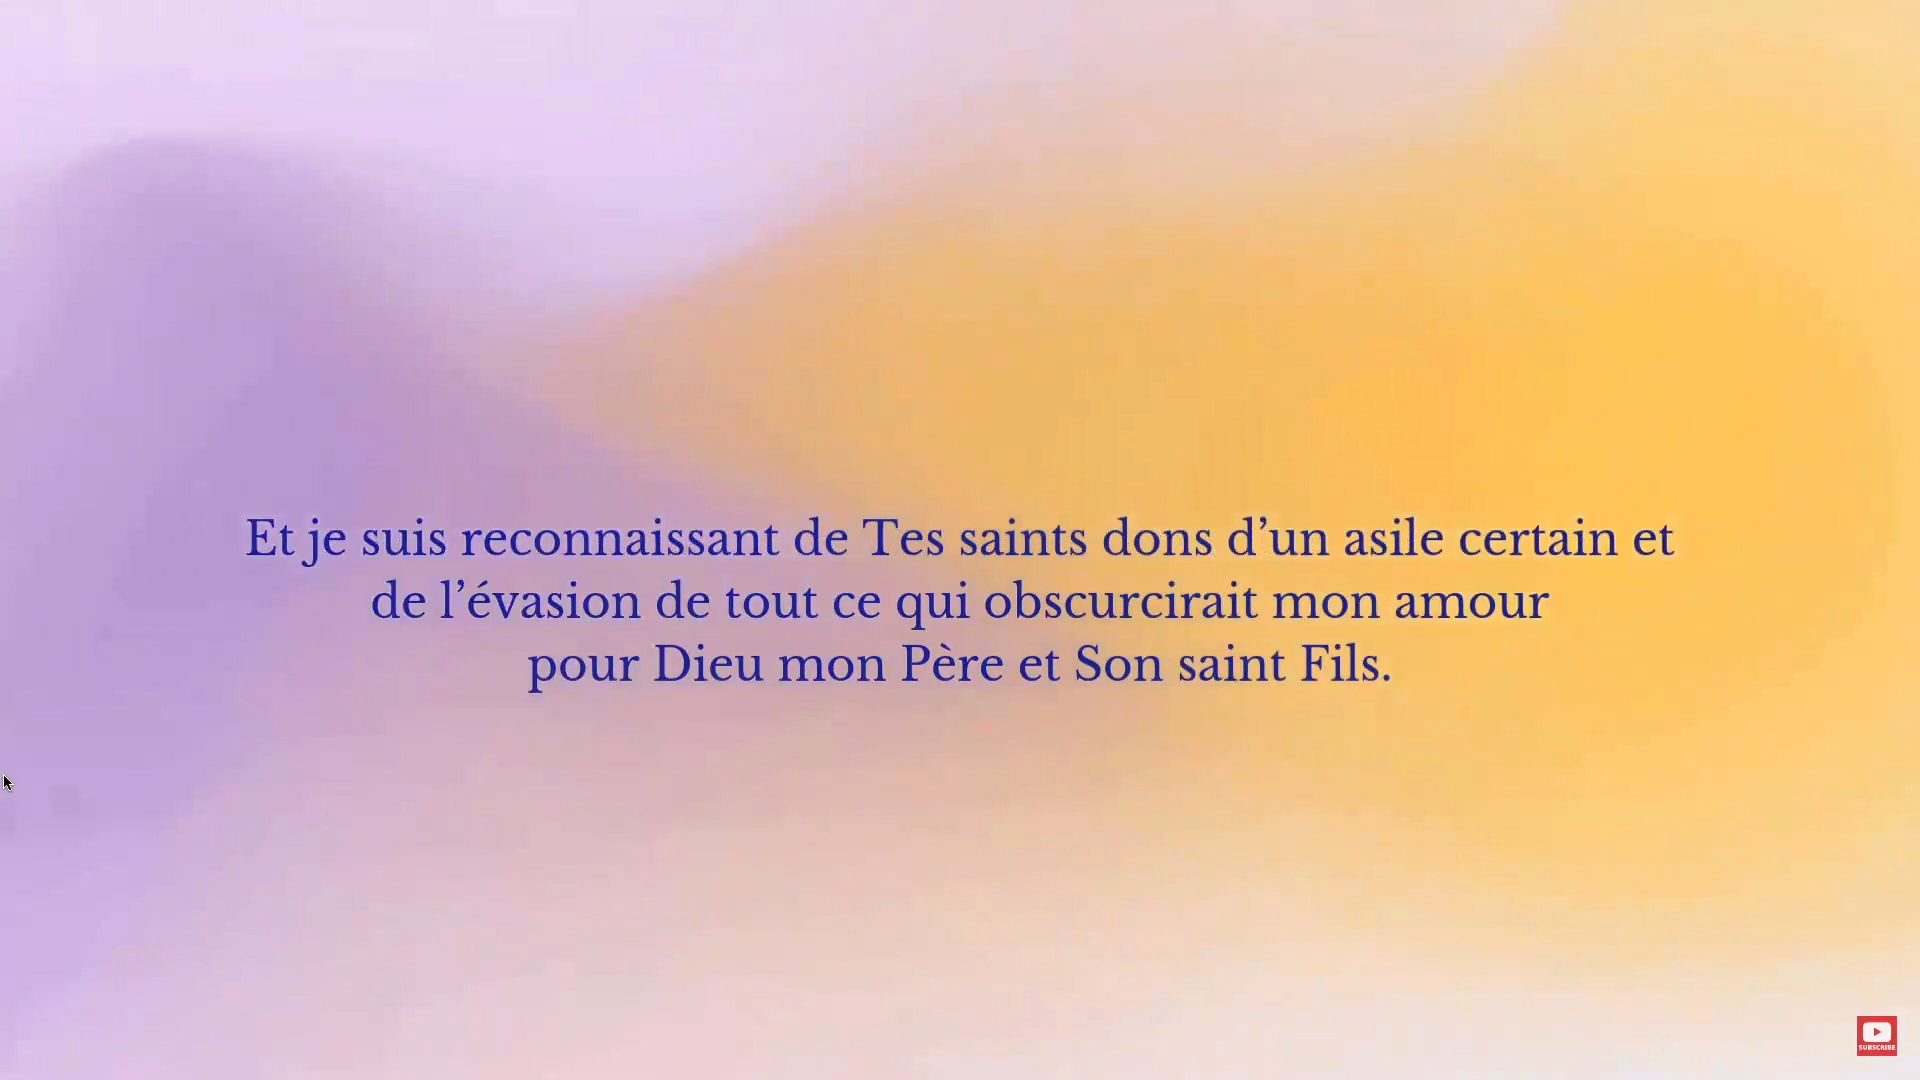 Et je suis reconnaissant de Tes saints dons d’un asile certain et
de l’évasion de tout ce qui obscurcirait mon amour
pour Dieu mon Père et Son saint Fils.
SUBSCRIBE